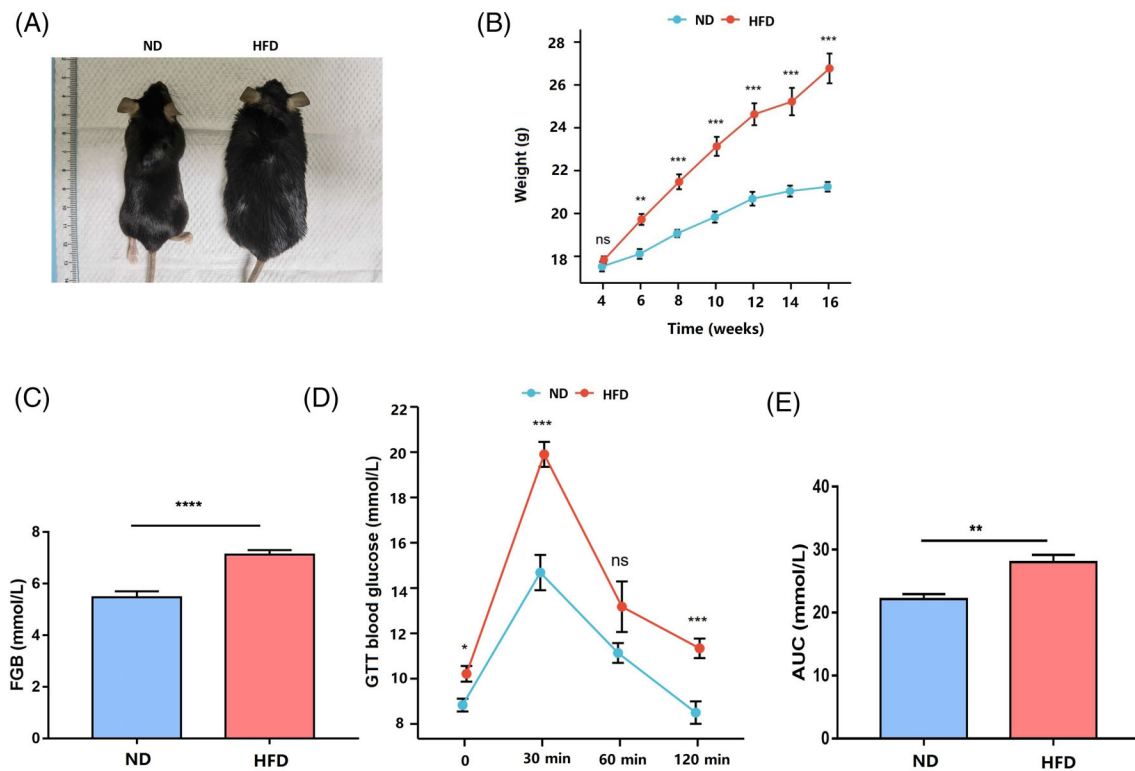 (A)
ND HFD
(B)
ND HFD
Weight (g)
28
26
24
22
20
18
ns
**
***
***
***
***
***
4 6 8 10 12 14 16
Time (weeks)
(C)
FGB (mmol/L)
8
6
4
2
0
****
ND HFD
(D)
ND HFD
GTT blood glucose (mmol/L)
22
20
18
16
14
12
10
8
*
***
ns
***
0 30 min 60 min 120 min
(E)
AUC (mmol/L)
40
30
20
10
0
**
ND HFD